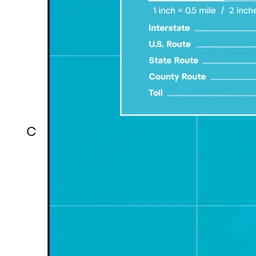 1 inch = 0.5 mile / 2 inche
Interstate
U.S. Route
State Route
County Route
Toll
C